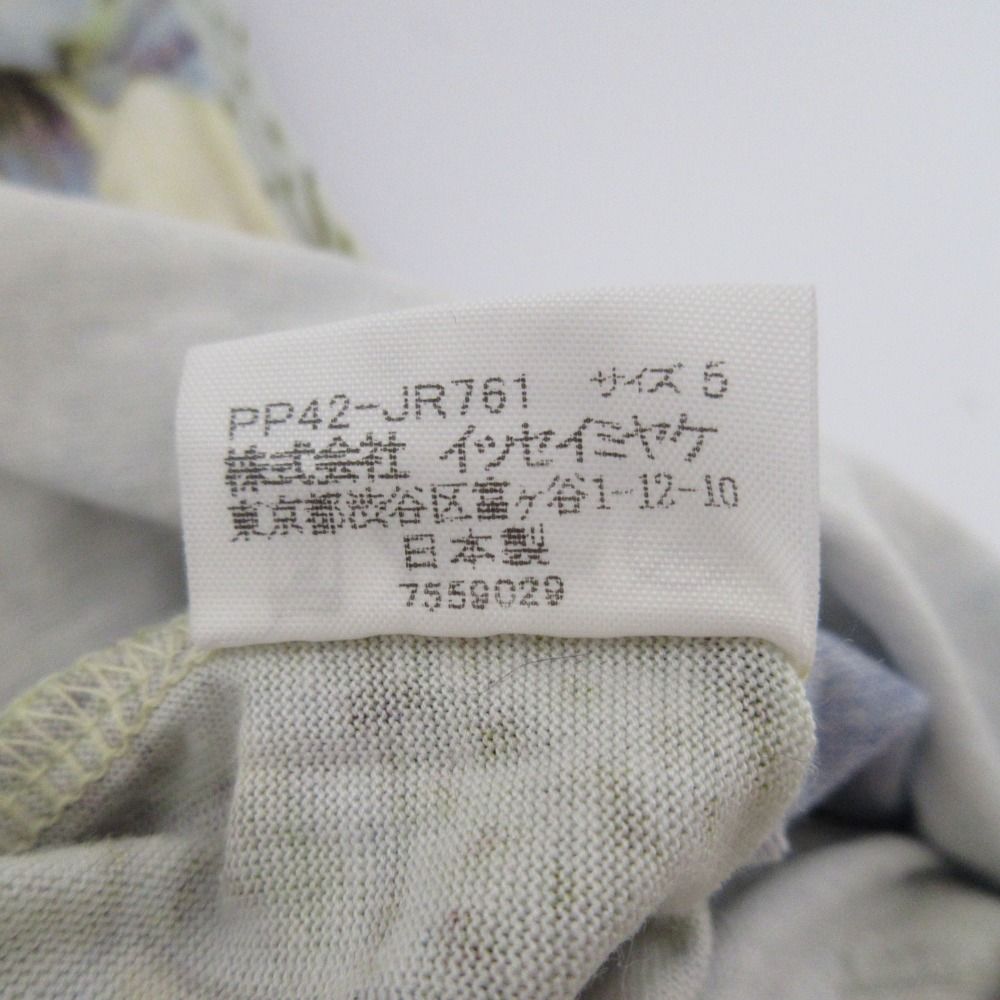 PP42-JR761 サイズ 5
株式会社 イッセイミヤケ
東京都渋谷区富ヶ谷1-12-10
日本製
7559029